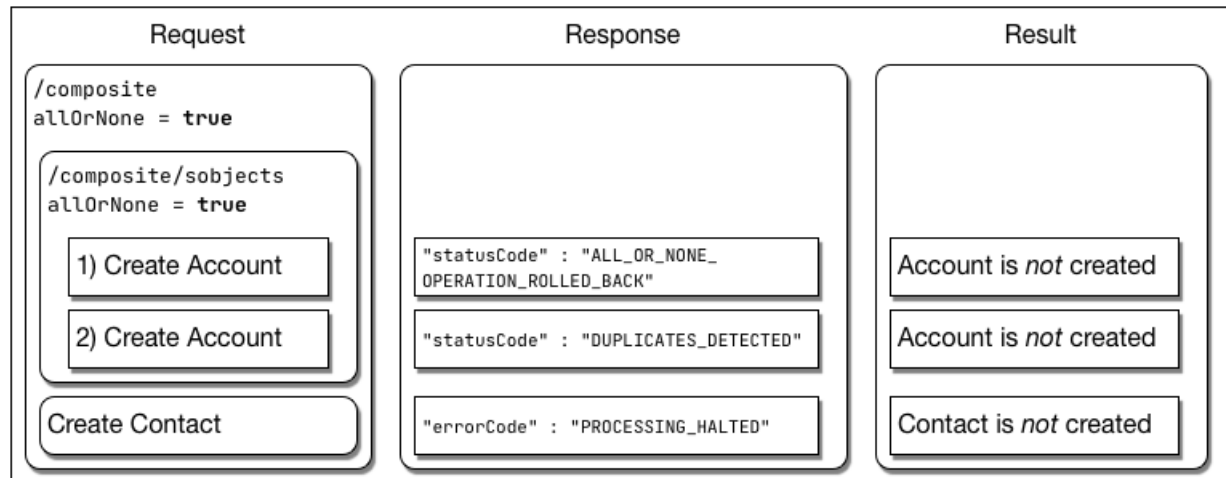 Request
Response
Result
/composite
allOrNone = true
/composite/sobjects
allOrNone = true
1) Create Account
"statusCode" : "ALL_OR_NONE_
OPERATION_ROLLED_BACK"
Account is not created
2) Create Account
"statusCode" : "DUPLICATES_DETECTED"
Account is not created
Create Contact
"errorCode" : "PROCESSING_HALTED"
Contact is not created